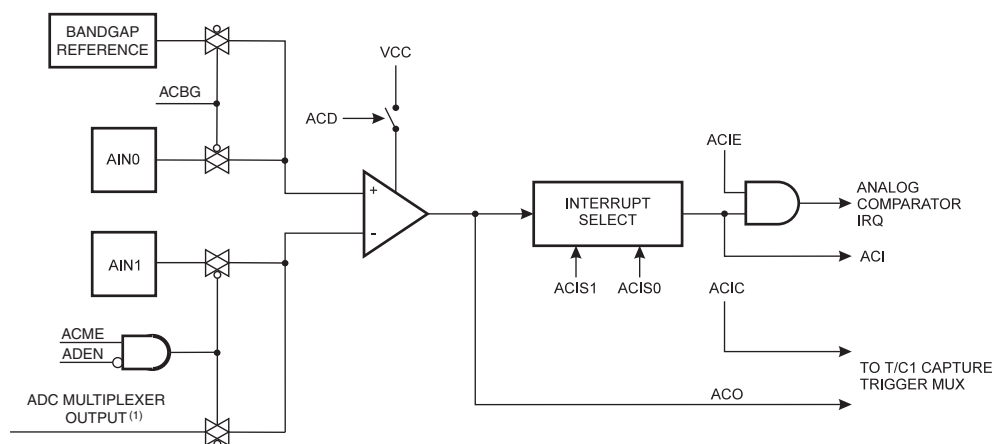 BANDGAP
REFERENCE
VCC
ACBG
ACD
AIN0
ACIE
+
INTERRUPT
SELECT
ANALOG
COMPARATOR
IRQ
-
AIN1
ACI
ACIS1
ACIS0
ACIC
ACME
ADEN
TO T/C1 CAPTURE
TRIGGER MUX
ACO
ADC MULTIPLEXER
OUTPUT (1)